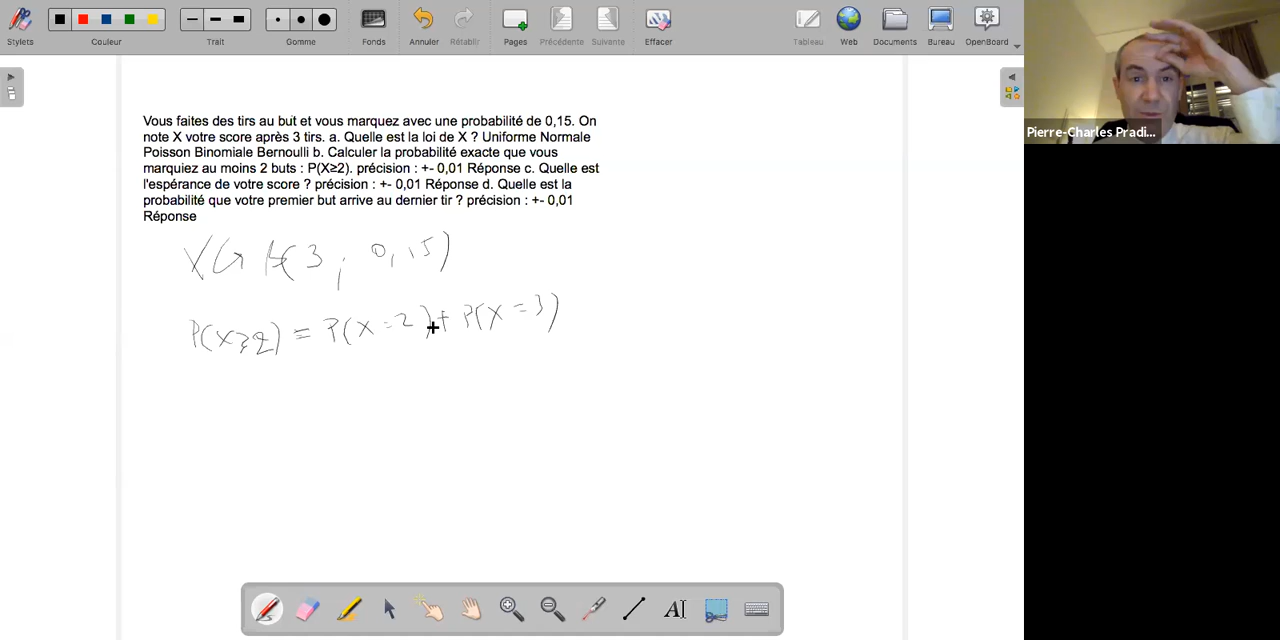 Stylets
Couleur
Trait
Gomme
Fonds
Annuler
Rétablir
Pages
Précédente
Suivante
Effacer
Tableau
Web
Documents
Bureau
OpenBoard
Pierre-Charles Pradi...
Vous faites des tirs au but et vous marquez avec une probabilité de 0,15. On
note X votre score après 3 tirs. a. Quelle est la loi de X ? Uniforme Normale
Poisson Binomiale Bernoulli b. Calculer la probabilité exacte que vous
marquiez au moins 2 buts : P(X≥2). précision : +- 0,01 Réponse c. Quelle est
l'espérance de votre score ? précision : +- 0,01 Réponse d. Quelle est la
probabilité que votre premier but arrive au dernier tir ? précision : +- 0,01
Réponse
(3 ; 0,15)
P(X≥2) = P(X=2)+ P(X=3)
A